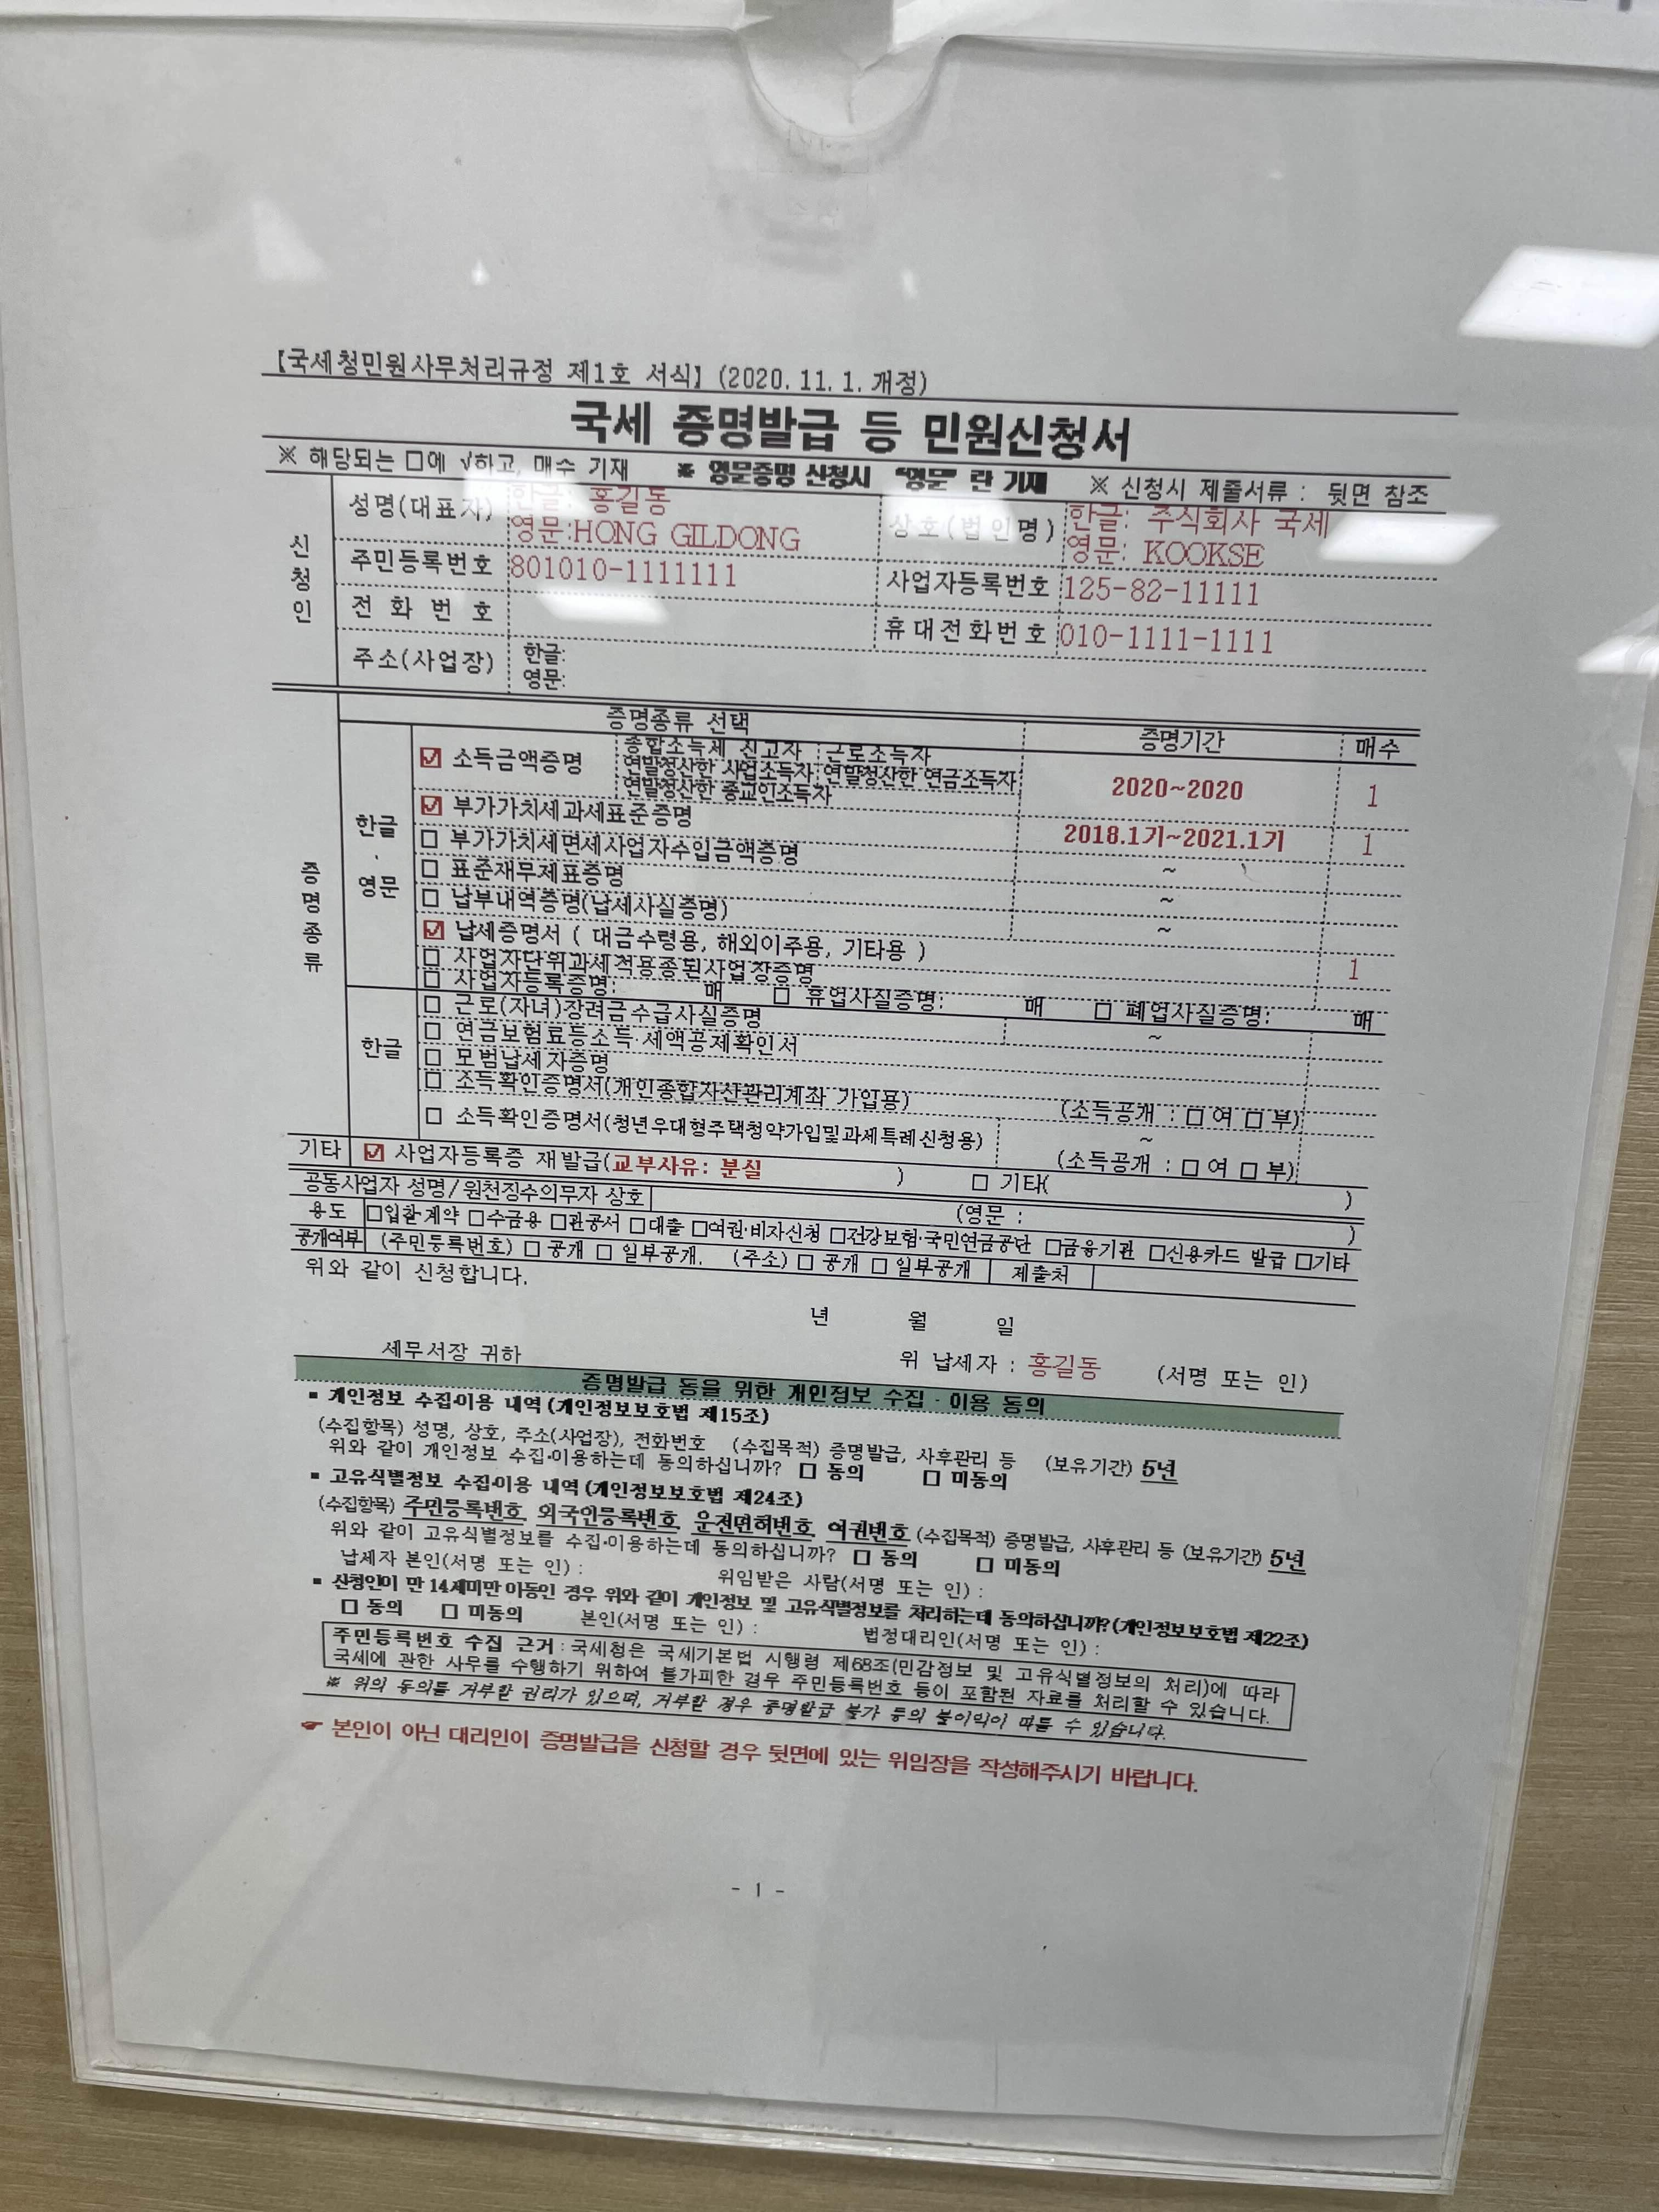 【국세청민원사무처리규정 제1호 서식】(2020. 11. 1. 개정)
국세 증명발급 등 민원신청서
※ 해당되는 □에 √하고, 매수 기재 ※ 영문증명 신청시 "영문" 란 기재 ※ 신청시 제출서류 : 뒷면 참조
신청인
성명(대표자) 한글: 홍길동 상호(법인명) 한글: 주식회사 국세
영문:HONG GILDONG 영문: KOOKSE
주민등록번호 801010-1111111 사업자등록번호 125-82-11111
전 화 번 호 휴대전화번호 010-1111-1111
주소(사업장) 한글:
영문:
증명종류
증명종류 선택 증명기간 매수
한글 · 영문
☑ 소득금액증명 종합소득세 신고자 근로소득자 2020~2020 1
연말정산한 사업소득자 연말정산한 연금소득자
연말정산한 종교인소득자
☑ 부가가치세과세표준증명 2018.1기~2021.1기 1
□ 부가가치세면세사업자수입금액증명 ~
□ 표준재무제표증명 ~
□ 납부내역증명(납세사실증명) ~
☑ 납세증명서 ( 대금수령용, 해외이주용, 기타용 ) 1
□ 사업자단위과세적용종된사업장증명
□ 사업자등록증명: 매 □ 휴업사실증명: 매 □ 폐업사실증명: 매
한글
□ 근로(자녀)장려금수급사실증명 ~
□ 연금보험료등소득·세액공제확인서
□ 모범납세자증명
□ 소득확인증명서(개인종합자산관리계좌 가입용) (소득공개 : □ 여 □ 부)
□ 소득확인증명서(청년우대형주택청약가입및과세특례신청용) ~
(소득공개 : □ 여 □ 부)
기타 ☑ 사업자등록증 재발급(교부사유: 분실 ) □ 기타( )
공동사업자 성명/원천징수의무자 상호 (영문 : )
용도 □입찰·계약 □수금용 □관공서 □대출 □여권·비자신청 □건강보험·국민연금공단 □금융기관 □신용카드 발급 □기타
공개여부 (주민등록번호) □ 공개 □ 일부공개, (주소) □ 공개 □ 일부공개 제출처
위와 같이 신청합니다.
년 월 일
세무서장 귀하 위 납세자 : 홍길동 (서명 또는 인)
증명발급 등을 위한 개인정보 수집 · 이용 동의
▪ 개인정보 수집·이용 내역(개인정보보호법 제15조)
(수집항목) 성명, 상호, 주소(사업장), 전화번호 (수집목적) 증명발급, 사후관리 등 (보유기간) 5년
위와 같이 개인정보 수집·이용하는데 동의하십니까? □ 동의 □ 미동의
▪ 고유식별정보 수집·이용 내역(개인정보보호법 제24조)
(수집항목) 주민등록번호, 외국인등록번호, 운전면허번호, 여권번호 (수집목적) 증명발급, 사후관리 등 (보유기간) 5년
위와 같이 고유식별정보를 수집·이용하는데 동의하십니까? □ 동의 □ 미동의
납세자 본인(서명 또는 인) : 위임받은 사람(서명 또는 인) :
▪ 신청인이 만 14세미만 아동인 경우 위와 같이 개인정보 및 고유식별정보를 처리하는데 동의하십니까?(개인정보보호법 제22조)
□ 동의 □ 미동의 본인(서명 또는 인) : 법정대리인(서명 또는 인) :
주민등록번호 수집 근거 : 국세청은 국세기본법 시행령 제68조(민감정보 및 고유식별정보의 처리)에 따라
국세에 관한 사무를 수행하기 위하여 불가피한 경우 주민등록번호 등이 포함된 자료를 처리할 수 있습니다.
※ 위의 동의를 거부할 권리가 있으며, 거부할 경우 증명발급 불가 등의 불이익이 따를 수 있습니다.
☞ 본인이 아닌 대리인이 증명발급을 신청할 경우 뒷면에 있는 위임장을 작성해주시기 바랍니다.
- 1 -